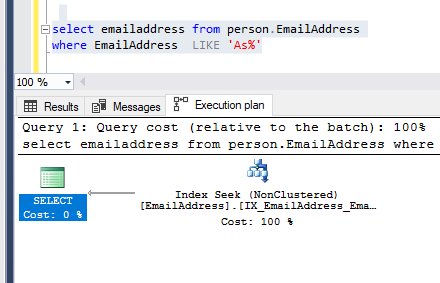 select emailaddress from person.EmailAddress
where EmailAddress  LIKE 'As%'
100 %
Results Messages Execution plan
Query 1: Query cost (relative to the batch): 100%
select emailaddress from person.EmailAddress where
Index Seek (NonClustered)
[EmailAddress].[IX_EmailAddress_Ema…
Cost: 100 %
SELECT
Cost: 0 %